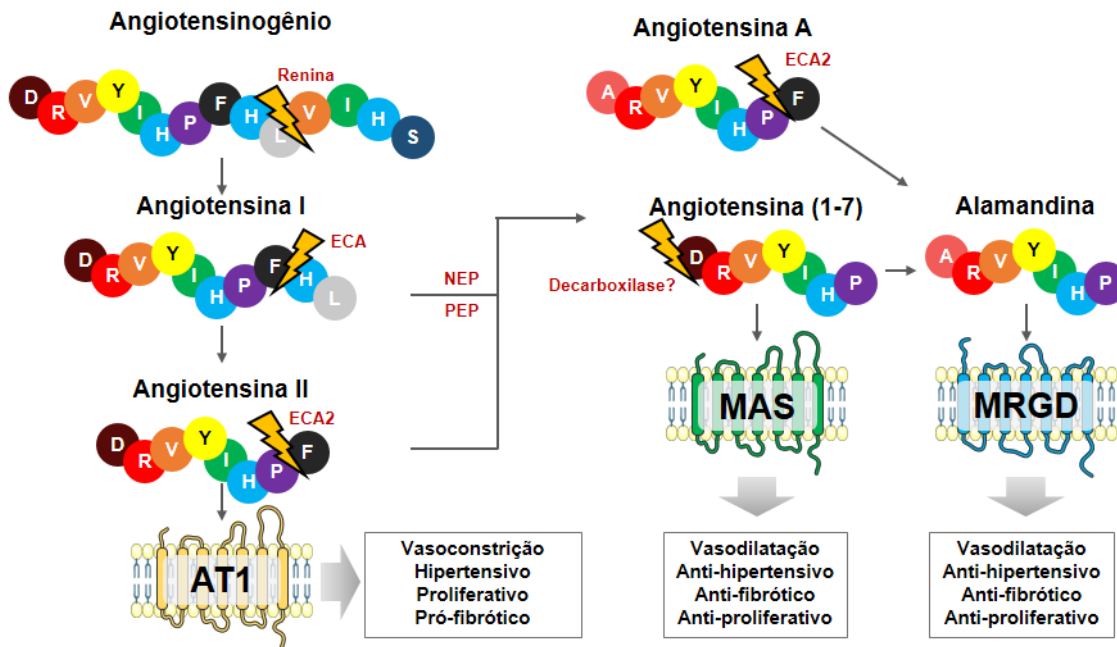 Angiotensinogênio
Renina
D R V Y I H P F H L V I H S
Angiotensina I
ECA
D R V Y I H P F H L
NEP
PEP
Angiotensina II
ECA2
D R V Y I H P F
AT1
Vasoconstrição
Hipertensivo
Proliferativo
Pró-fibrótico
Angiotensina A
ECA2
A R V Y I H P F
Angiotensina (1-7)
D R V Y I H P
Decarboxilase?
MAS
Vasodilatação
Anti-hipertensivo
Anti-fibrótico
Anti-proliferativo
Alamandina
A R V Y I H P
MRGD
Vasodilatação
Anti-hipertensivo
Anti-fibrótico
Anti-proliferativo